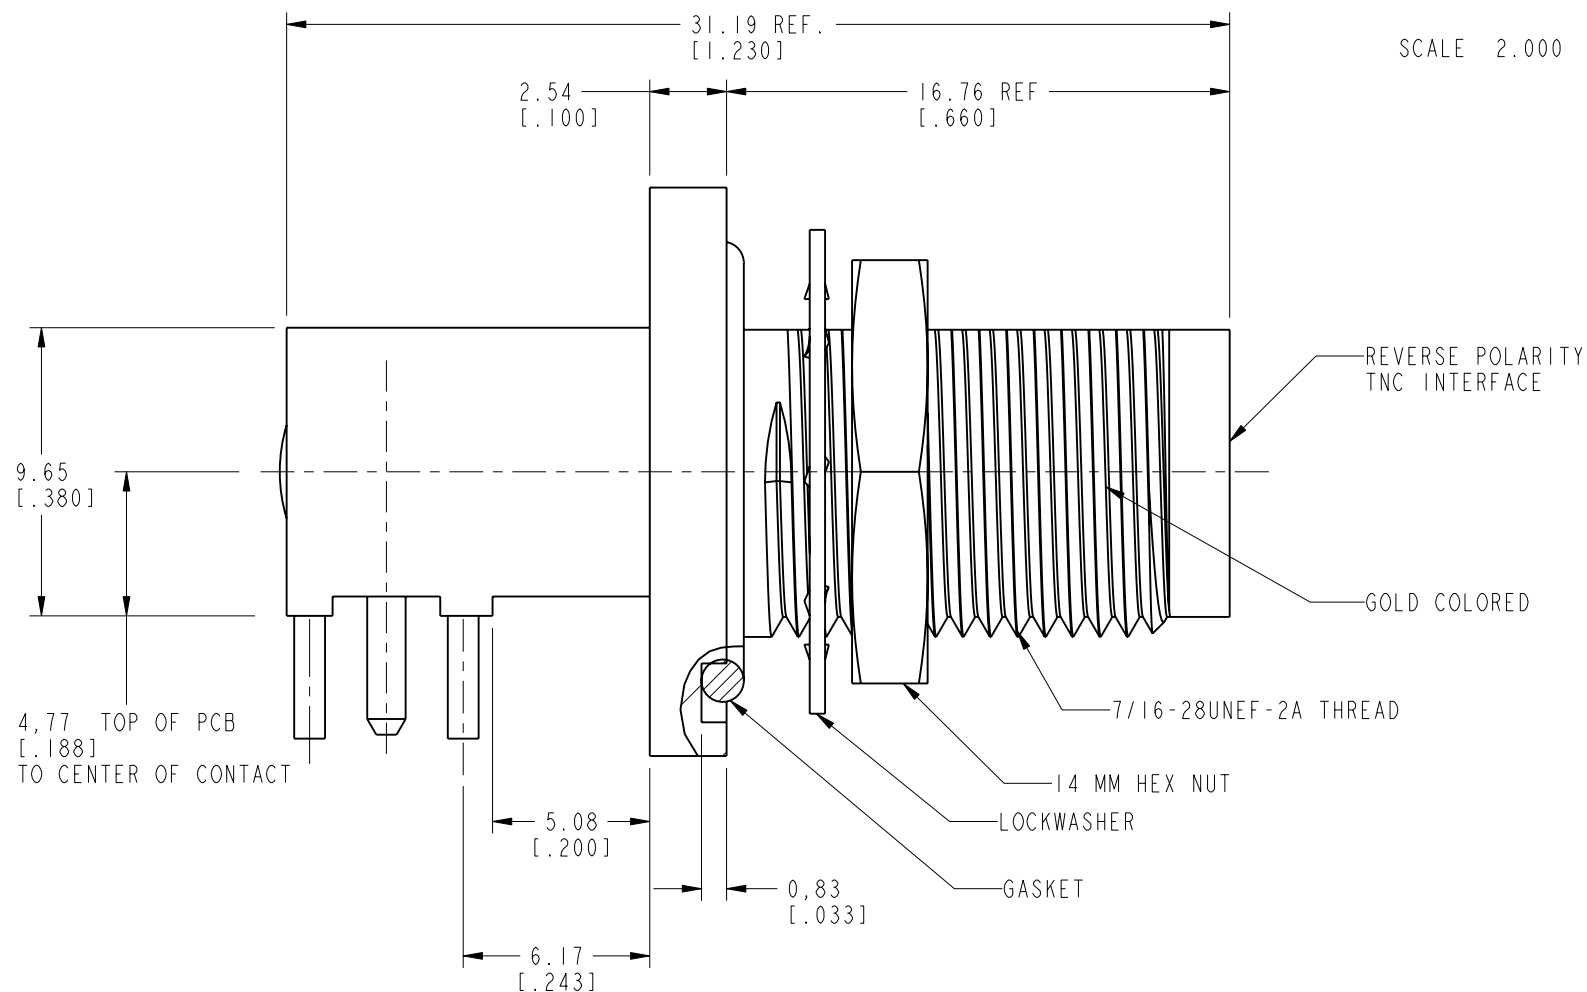 31.19 REF.
[1.230]
SCALE 2.000
2.54
[.100]
16.76 REF
[.660]
REVERSE POLARITY
TNC INTERFACE
9.65
[.380]
GOLD COLORED
4,77 TOP OF PCB
[.188]
TO CENTER OF CONTACT
7/16-28UNEF-2A THREAD
14 MM HEX NUT
LOCKWASHER
5.08
[.200]
GASKET
0,83
[.033]
6.17
[.243]